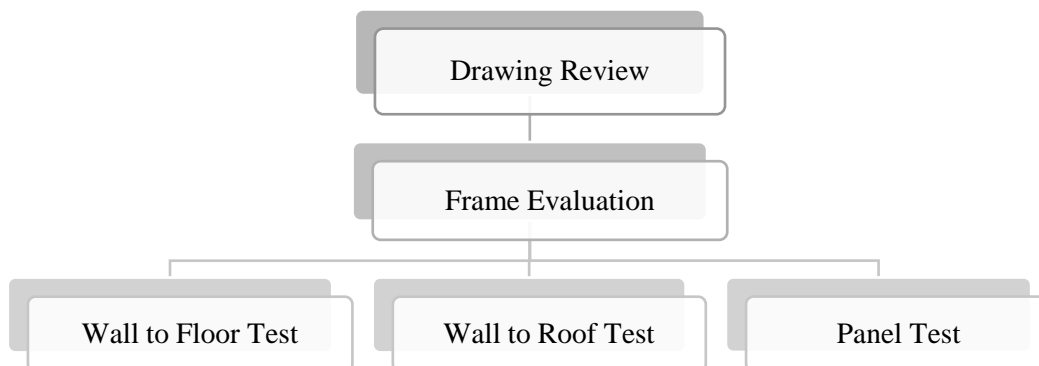 Drawing Review
Frame Evaluation
Wall to Floor Test
Wall to Roof Test
Panel Test